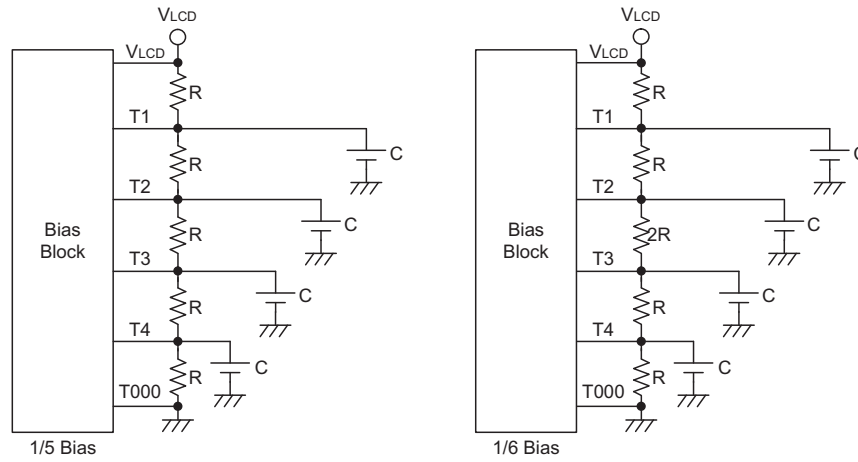 VLCD
VLCD
R
T1
C
R
T2
C
R
Bias
Block
T3
C
R
T4
C
R
T000
1/5 Bias
VLCD
VLCD
R
T1
C
R
T2
C
2R
Bias
Block
T3
C
R
T4
C
R
T000
1/6 Bias